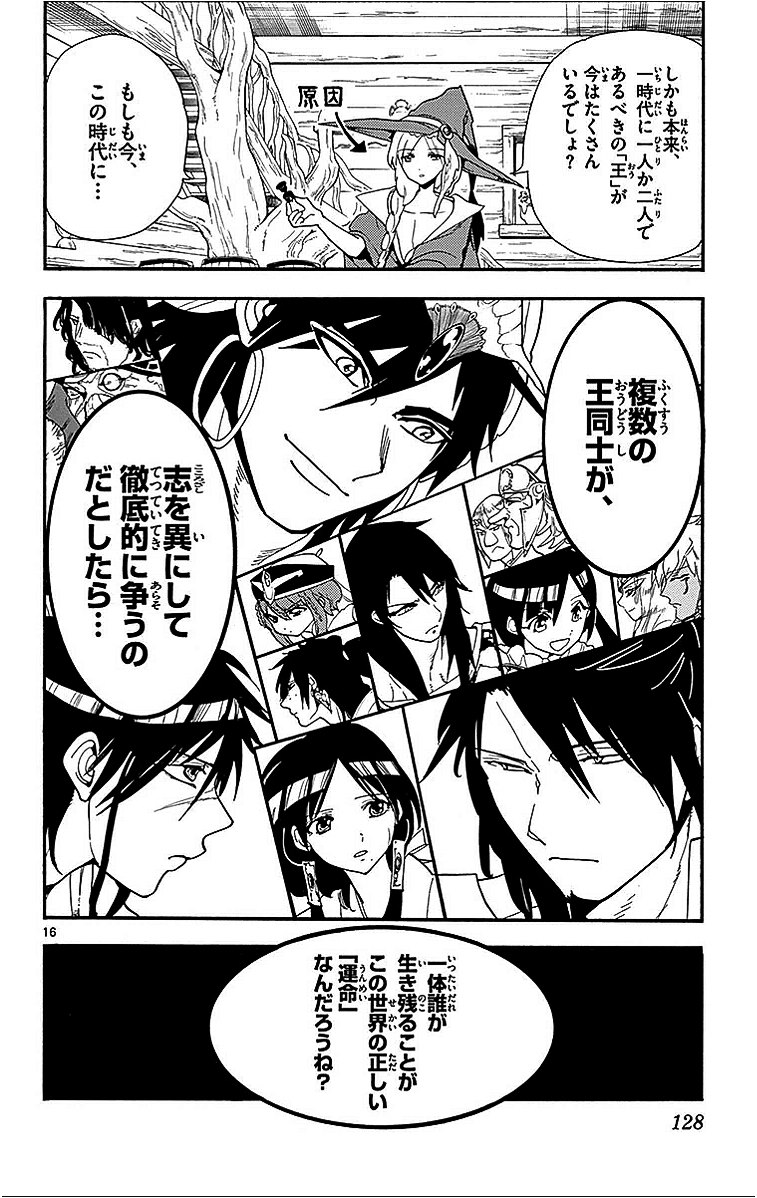 しかも本来、
一時代に一人か二人で
あるべきの「王」が
今はたくさん
いるでしょ？
原因
もしも今、
この時代に…
複数の
王同士が、
志を異にして
徹底的に争うの
だとしたら…
一体誰が
生き残ることが
この世界の正しい
「運命」
なんだろうね？
16
128